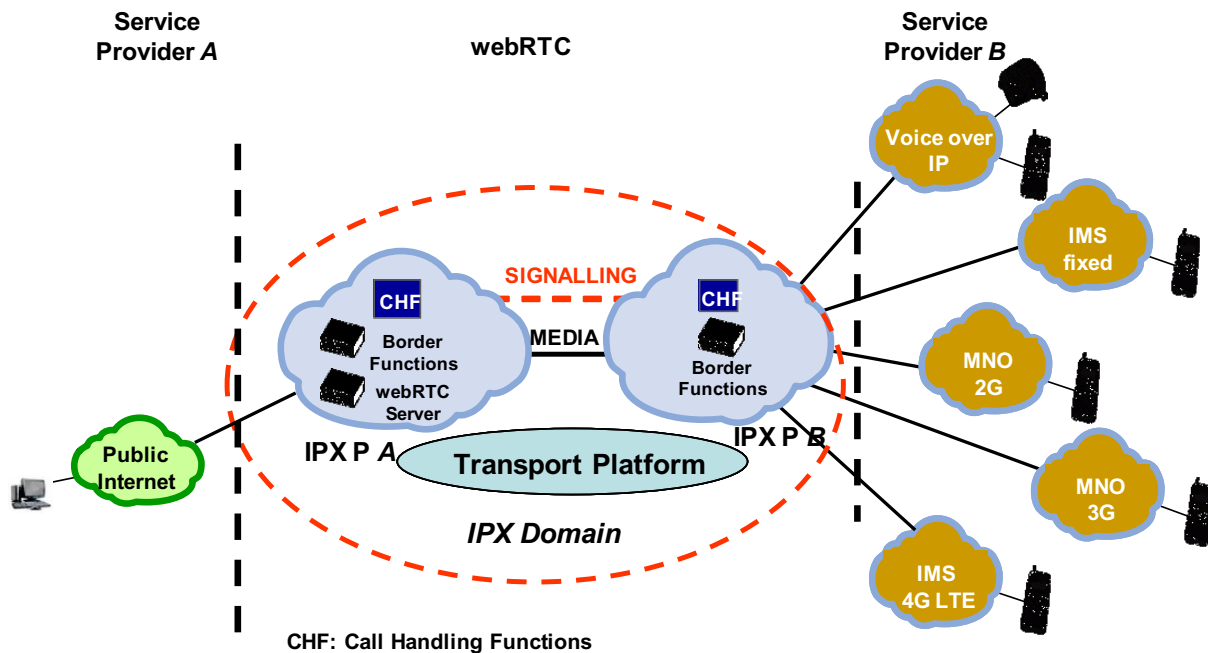 Service
Provider A
webRTC
Service
Provider B
Voice over
IP
IMS
fixed
SIGNALLING
CHF
CHF
MEDIA
Border
Functions
Border
Functions
webRTC
Server
MNO
2G
IPX P A
IPX P B
Public
Internet
Transport Platform
MNO
3G
IPX Domain
IMS
4G LTE
CHF: Call Handling Functions